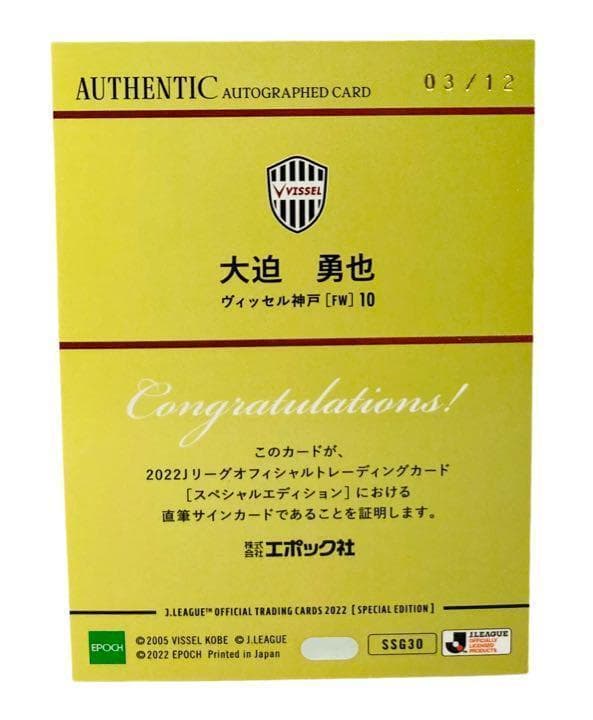 AUTHENTIC AUTOGRAPHED CARD 03/12
VISSEL
大迫 勇也
ヴィッセル神戸 [FW] 10
Congratulations!
このカードが、
2022Jリーグオフィシャルトレーディングカード
[スペシャルエディション] における
直筆サインカードであることを証明します。
株式会社エポック社
J.LEAGUE™ OFFICIAL TRADING CARDS 2022 [SPECIAL EDITION]
EPOCH
©2005 VISSEL KOBE ©J.LEAGUE
©2022 EPOCH Printed in Japan
SSG30
J.LEAGUE
OFFICIALLY
LICENSED
PRODUCTS